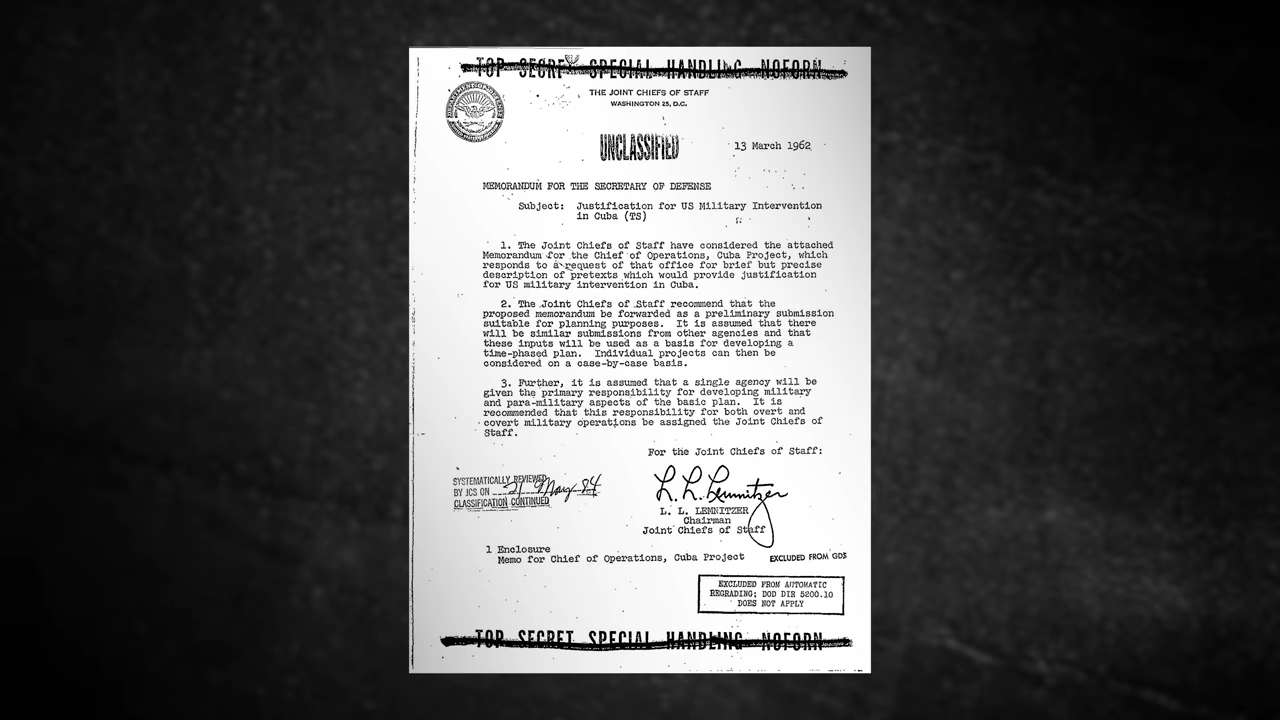 TOP SECRET SPECIAL HANDLING NOFORN
THE JOINT CHIEFS OF STAFF
WASHINGTON 25, D.C.
UNCLASSIFIED
13 March 1962
MEMORANDUM FOR THE SECRETARY OF DEFENSE
Subject: Justification for US Military Intervention
in Cuba (TS)
1. The Joint Chiefs of Staff have considered the attached
Memorandum for the Chief of Operations, Cuba Project, which
responds to a request of that office for brief but precise
description of pretexts which would provide justification
for US military intervention in Cuba.
2. The Joint Chiefs of Staff recommend that the
proposed memorandum be forwarded as a preliminary submission
suitable for planning purposes. It is assumed that there
will be similar submissions from other agencies and that
these inputs will be used as a basis for developing a
time-phased plan. Individual projects can then be
considered on a case-by-case basis.
3. Further, it is assumed that a single agency will be
given the primary responsibility for developing military
and para-military aspects of the basic plan. It is
recommended that this responsibility for both overt and
covert military operations be assigned the Joint Chiefs of
Staff.
For the Joint Chiefs of Staff:
SYSTEMATICALLY REVIEWED
BY JCS ON 21 May 84
CLASSIFICATION CONTINUED
L. L. Lemnitzer
L. L. LEMNITZER
Chairman
Joint Chiefs of Staff
1 Enclosure
Memo for Chief of Operations, Cuba Project
EXCLUDED FROM GDS
EXCLUDED FROM AUTOMATIC
REGRADING; DOD DIR 5200.10
DOES NOT APPLY
TOP SECRET SPECIAL HANDLING NOFORN